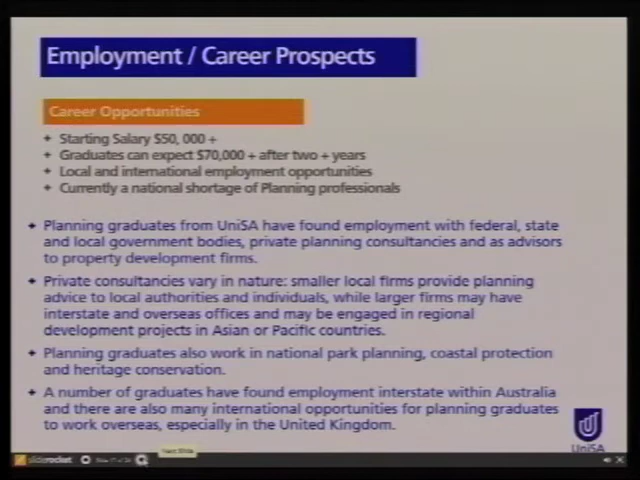 Employment / Career Prospects
Career Opportunities
Starting Salary $50, 000 +
Graduates can expect $70,000 + after two + years
Local and international employment opportunities
Currently a national shortage of Planning professionals
Planning graduates from UniSA have found employment with federal, state
and local government bodies, private planning consultancies and as advisors
to property development firms.
Private consultancies vary in nature: smaller local firms provide planning
advice to local authorities and individuals, while larger firms may have
interstate and overseas offices and may be engaged in regional
development projects in Asian or Pacific countries.
Planning graduates also work in national park planning, coastal protection
and heritage conservation.
A number of graduates have found employment interstate within Australia
and there are also many international opportunities for planning graduates
to work overseas, especially in the United Kingdom.
UniSA
sliderocket
Next Slide